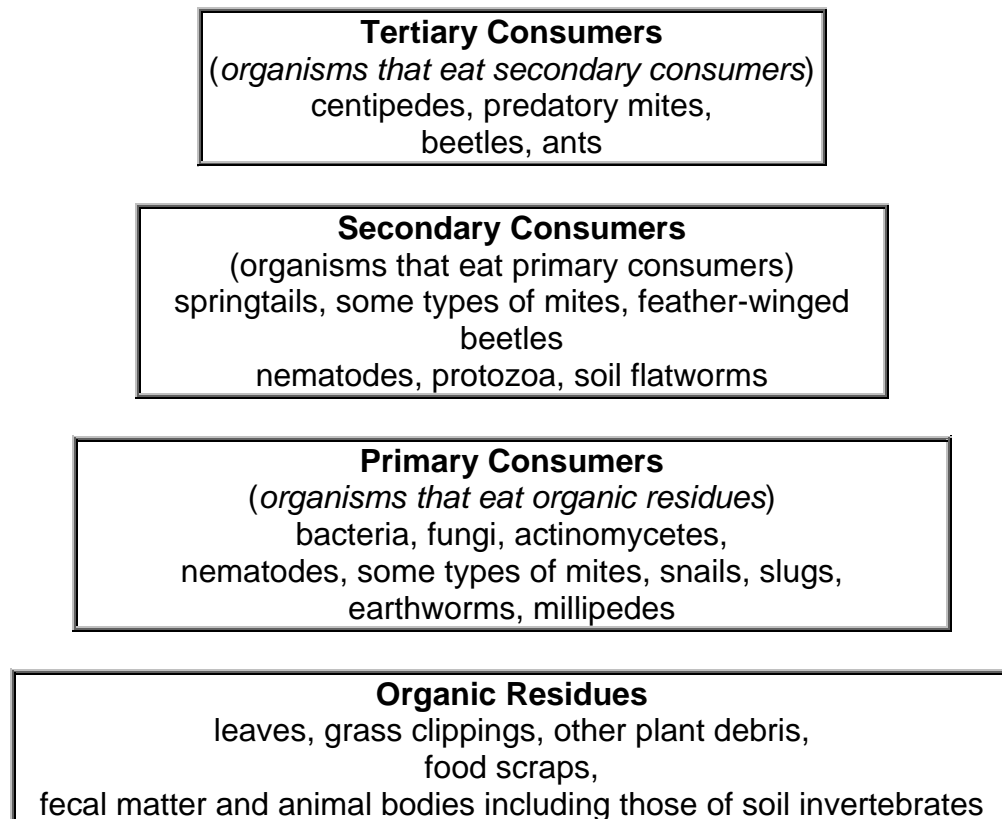 Tertiary Consumers
(organisms that eat secondary consumers)
centipedes, predatory mites,
beetles, ants
Secondary Consumers
(organisms that eat primary consumers)
springtails, some types of mites, feather-winged
beetles
nematodes, protozoa, soil flatworms
Primary Consumers
(organisms that eat organic residues)
bacteria, fungi, actinomycetes,
nematodes, some types of mites, snails, slugs,
earthworms, millipedes
Organic Residues
leaves, grass clippings, other plant debris,
food scraps,
fecal matter and animal bodies including those of soil invertebrates